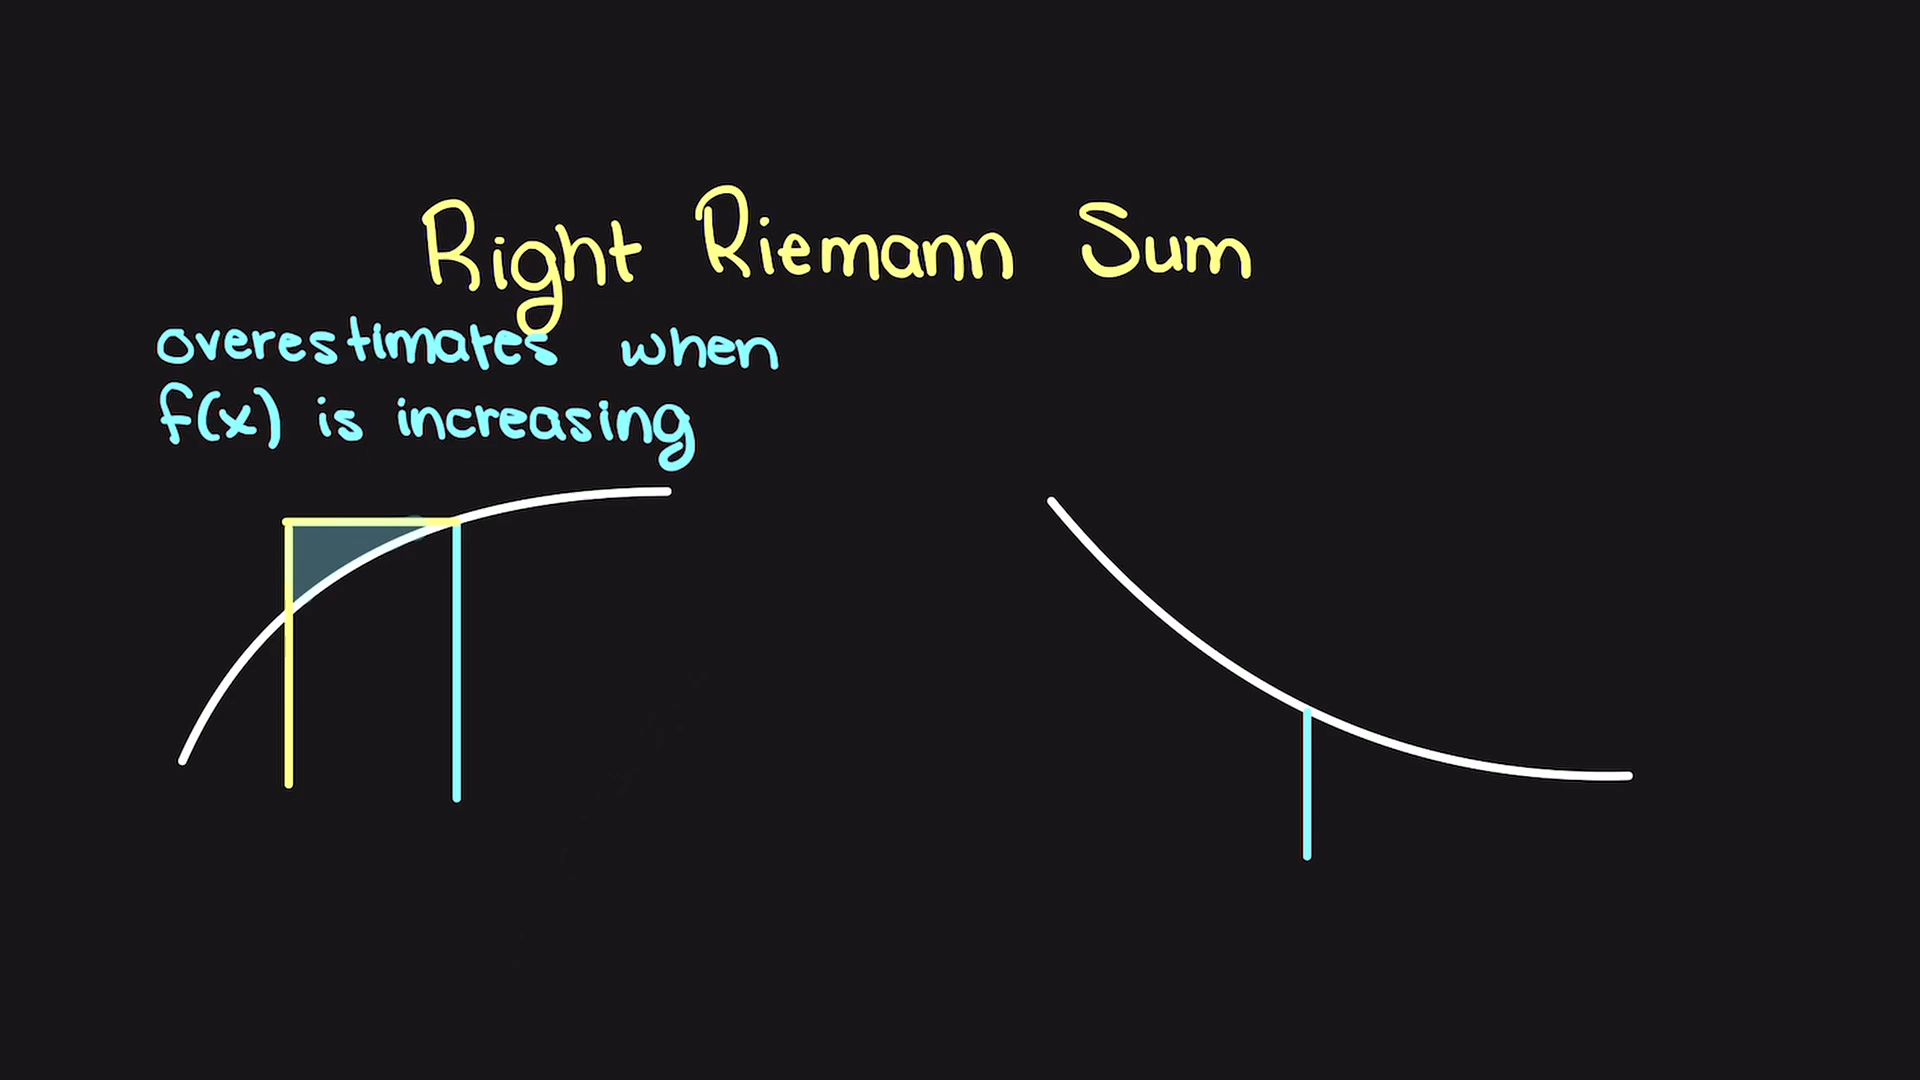 Right Riemann Sum
overestimates when
f(x) is increasing